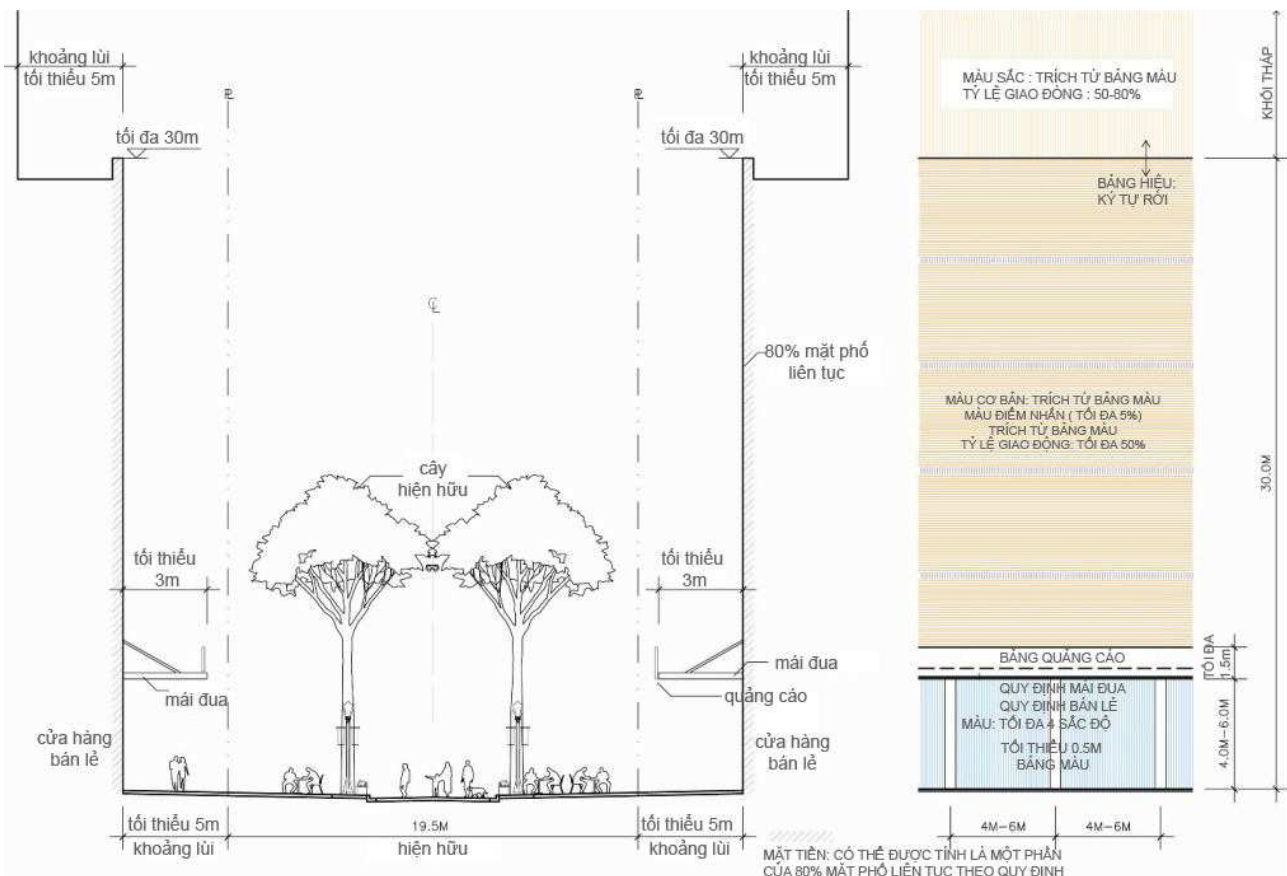 khoảng lùi
tối thiểu 5m
khoảng lùi
tối thiểu 5m
PL
PL
tối đa 30m
tối đa 30m
CL
80% mặt phố
liên tục
cây
hiện hữu
tối thiểu
3m
tối thiểu
3m
mái đua
mái đua
quảng cáo
cửa hàng
bán lẻ
cửa hàng
bán lẻ
tối thiểu 5m
khoảng lùi
19.5M
hiện hữu
tối thiểu 5m
khoảng lùi
MẶT TIỀN: CÓ THỂ ĐƯỢC TÍNH LÀ MỘT PHẦN
CỦA 80% MẶT PHỐ LIÊN TỤC THEO QUY ĐỊNH
MÀU SẮC : TRÍCH TỪ BẢNG MÀU
TỶ LỆ GIAO ĐỘNG : 50-80%
KHỐI THÁP
BẢNG HIỆU:
KÝ TỰ RỜI
MÀU CƠ BẢN: TRÍCH TỪ BẢNG MÀU
MÀU ĐIỂM NHẤN ( TỐI ĐA 5%)
TRÍCH TỪ BẢNG MÀU
TỶ LỆ GIAO ĐỘNG: TỐI ĐA 50%
30.0M
BẢNG QUẢNG CÁO
TỐI ĐA
1.5m
QUY ĐỊNH MÁI ĐUA
QUY ĐỊNH BÁN LẺ
MÀU: TỐI ĐA 4 SẮC ĐỘ
TỐI THIỂU 0.5M
BẢNG MÀU
4.0M-6.0M
4M-6M
4M-6M